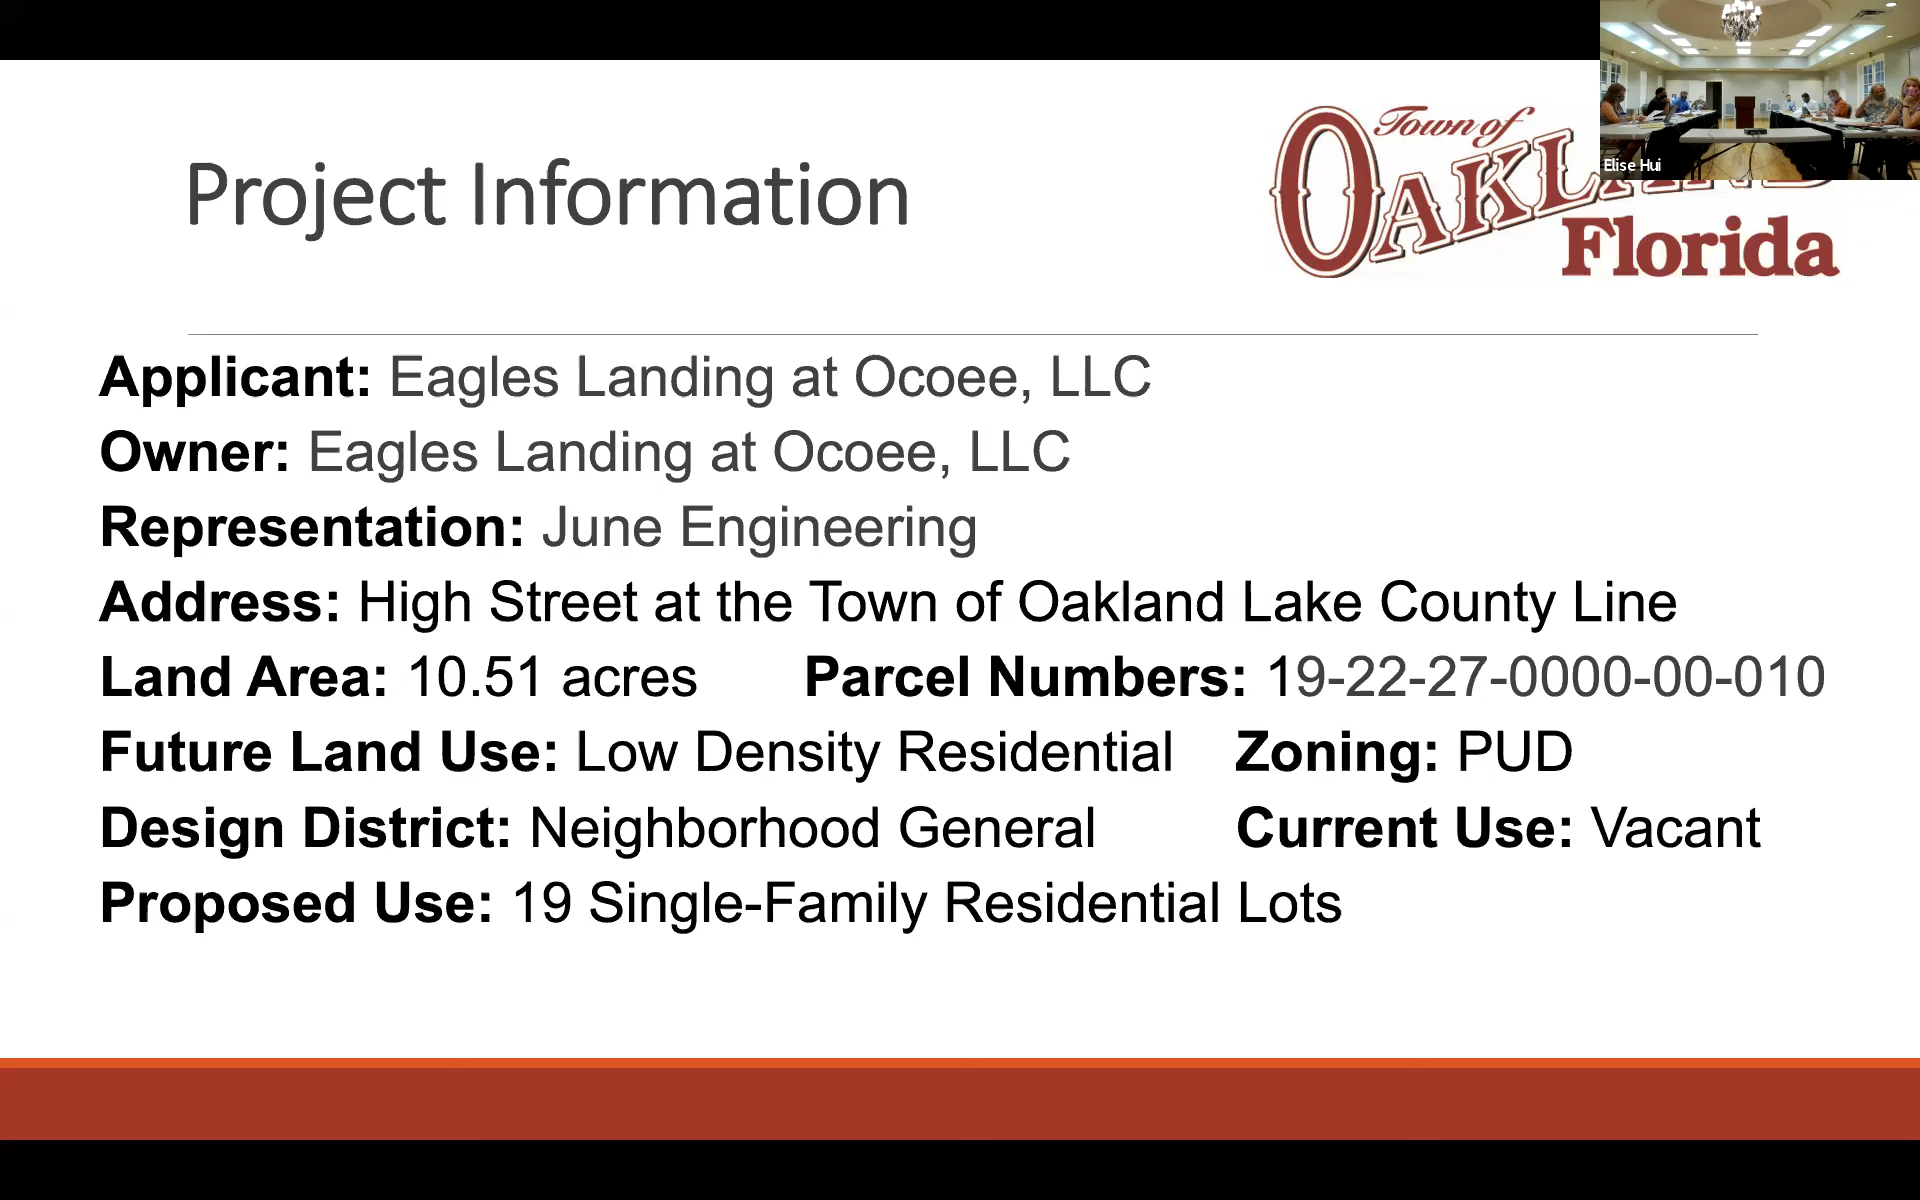 Project Information
Town of
OAKLAND
Florida
Elise Hui
Applicant: Eagles Landing at Ocoee, LLC
Owner: Eagles Landing at Ocoee, LLC
Representation: June Engineering
Address: High Street at the Town of Oakland Lake County Line
Land Area: 10.51 acres Parcel Numbers: 19-22-27-0000-00-010
Future Land Use: Low Density Residential Zoning: PUD
Design District: Neighborhood General Current Use: Vacant
Proposed Use: 19 Single-Family Residential Lots